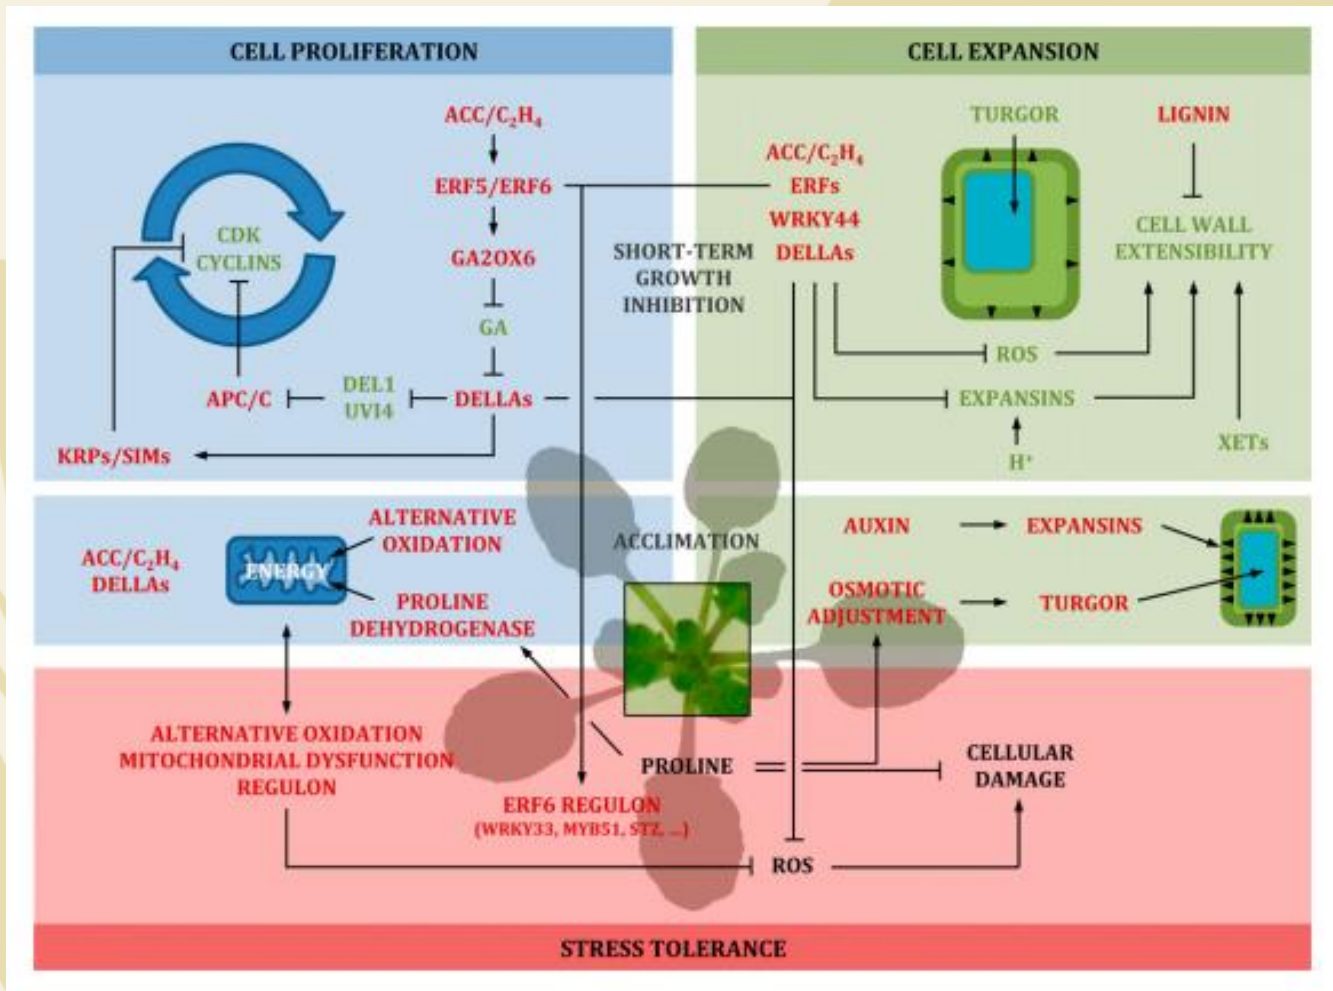 CELL PROLIFERATION
ACC/C₂H₄
ERF5/ERF6
GA2OX6
GA
DELLAs
DEL1
UVI4
APC/C
CDK
CYCLINS
KRPs/SIMs
CELL EXPANSION
ACC/C₂H₄
ERFs
WRKY44
DELLAs
TURGOR
LIGNIN
CELL WALL
EXTENSIBILITY
ROS
EXPANSINS
H⁺
XETs
SHORT-TERM
GROWTH
INHIBITION
ACC/C₂H₄
DELLAs
ENERGY
ALTERNATIVE
OXIDATION
PROLINE
DEHYDROGENASE
ACCLIMATION
AUXIN
EXPANSINS
OSMOTIC
ADJUSTMENT
TURGOR
ALTERNATIVE OXIDATION
MITOCHONDRIAL DYSFUNCTION
REGULON
ERF6 REGULON
(WRKY33, MYB51, STZ, ...)
PROLINE
CELLULAR
DAMAGE
ROS
STRESS TOLERANCE